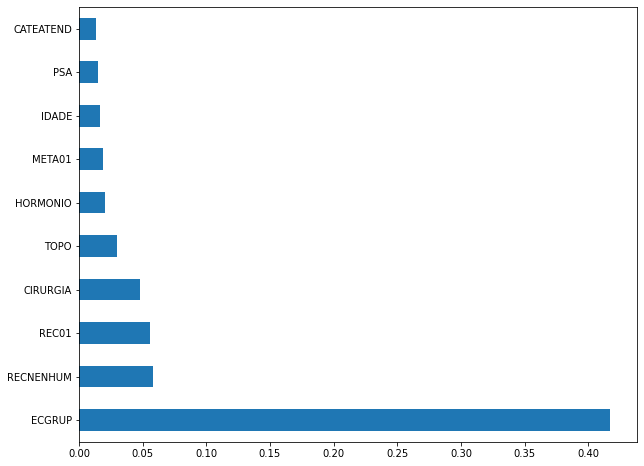 CATEATEND
PSA
IDADE
META01
HORMONIO
TOPO
CIRURGIA
REC01
RECNENHUM
ECGRUP
0.00 0.05 0.10 0.15 0.20 0.25 0.30 0.35 0.40